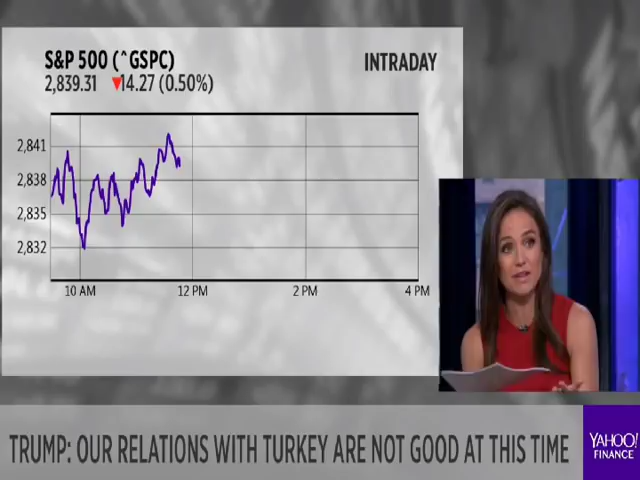 S&P 500 (^GSPC)
INTRADAY
2,839.31 ▼14.27 (0.50%)
2,841
2,838
2,835
2,832
10 AM
12 PM
2 PM
4 PM
TRUMP: OUR RELATIONS WITH TURKEY ARE NOT GOOD AT THIS TIME
YAHOO!
FINANCE